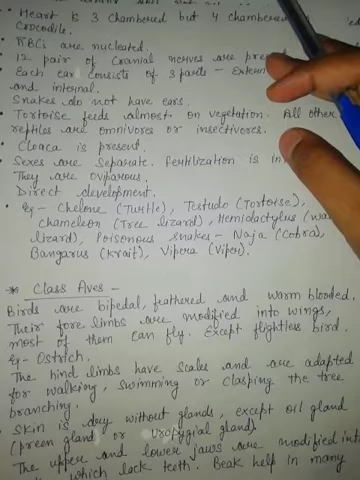 Heart is 3 chambered but 4 chambered in
Crocodile.
RBCs are nucleated.
12 pair of cranial nerves are
Each ear consists of 3 parts - Extern
and internal.
Snakes do not have ears.
Tortoise feeds almost on vegetation. All other
reptiles are omnivores or insectivores.
Cloaca is present.
Sexes are separate. Fertilization is in
They are oviparous.
Direct development.
Eg - Chelone (Turtle), Testudo (Tortoise),
chameleon (Tree lizard), Hemidactylus (wa
lizard), Poisonous snakes - Naja (Cobra),
Bangarus (Krait), Vipera (Viper).
* Class Aves -
Birds are bipedal, feathered and warm blooded.
Their fore limbs are modified into wings,
most of them can fly. Except flightless bird.
Eg - Ostrich.
The hind limbs have scales and are adapted
for walking, swimming or clasping the tree
branching.
Skin is dry without glands, except oil gland
(preen gland or uropygial gland)
The upper and lower jaws are modified into
which lack teeth. Beak help in many